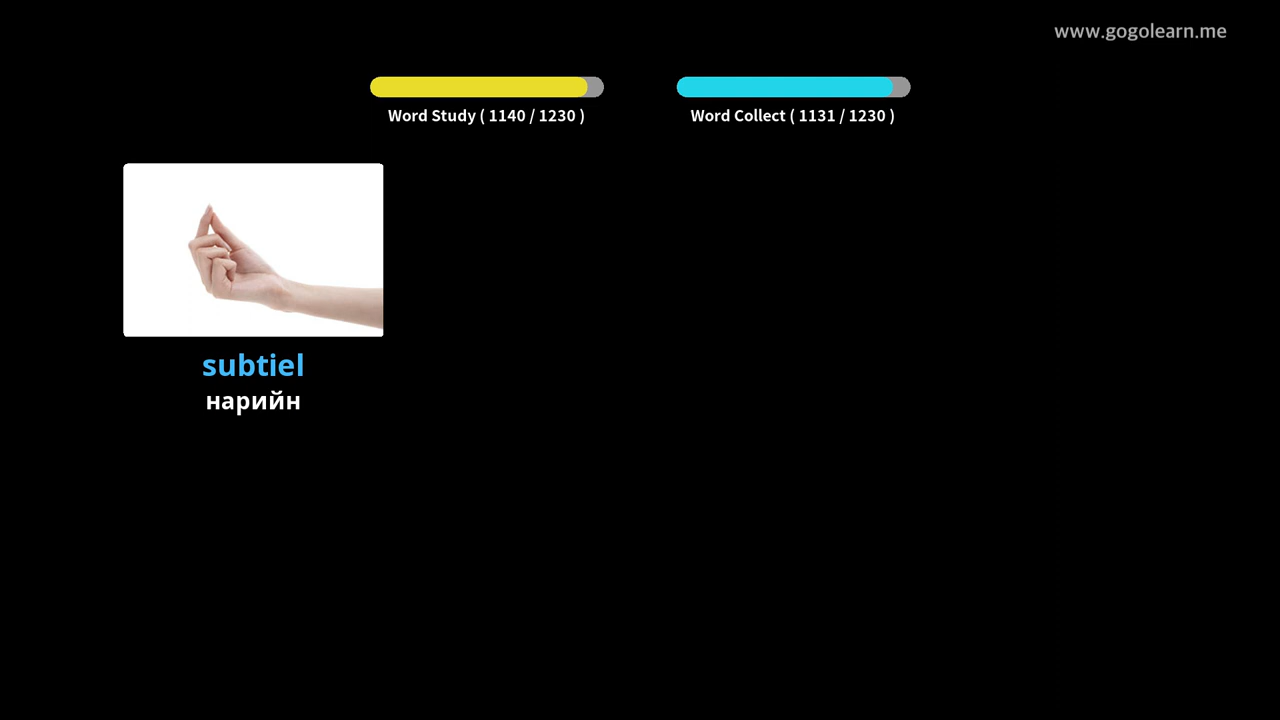 www.gogolearn.me
Word Study ( 1140 / 1230 )
Word Collect ( 1131 / 1230 )
subtiel
нарийн